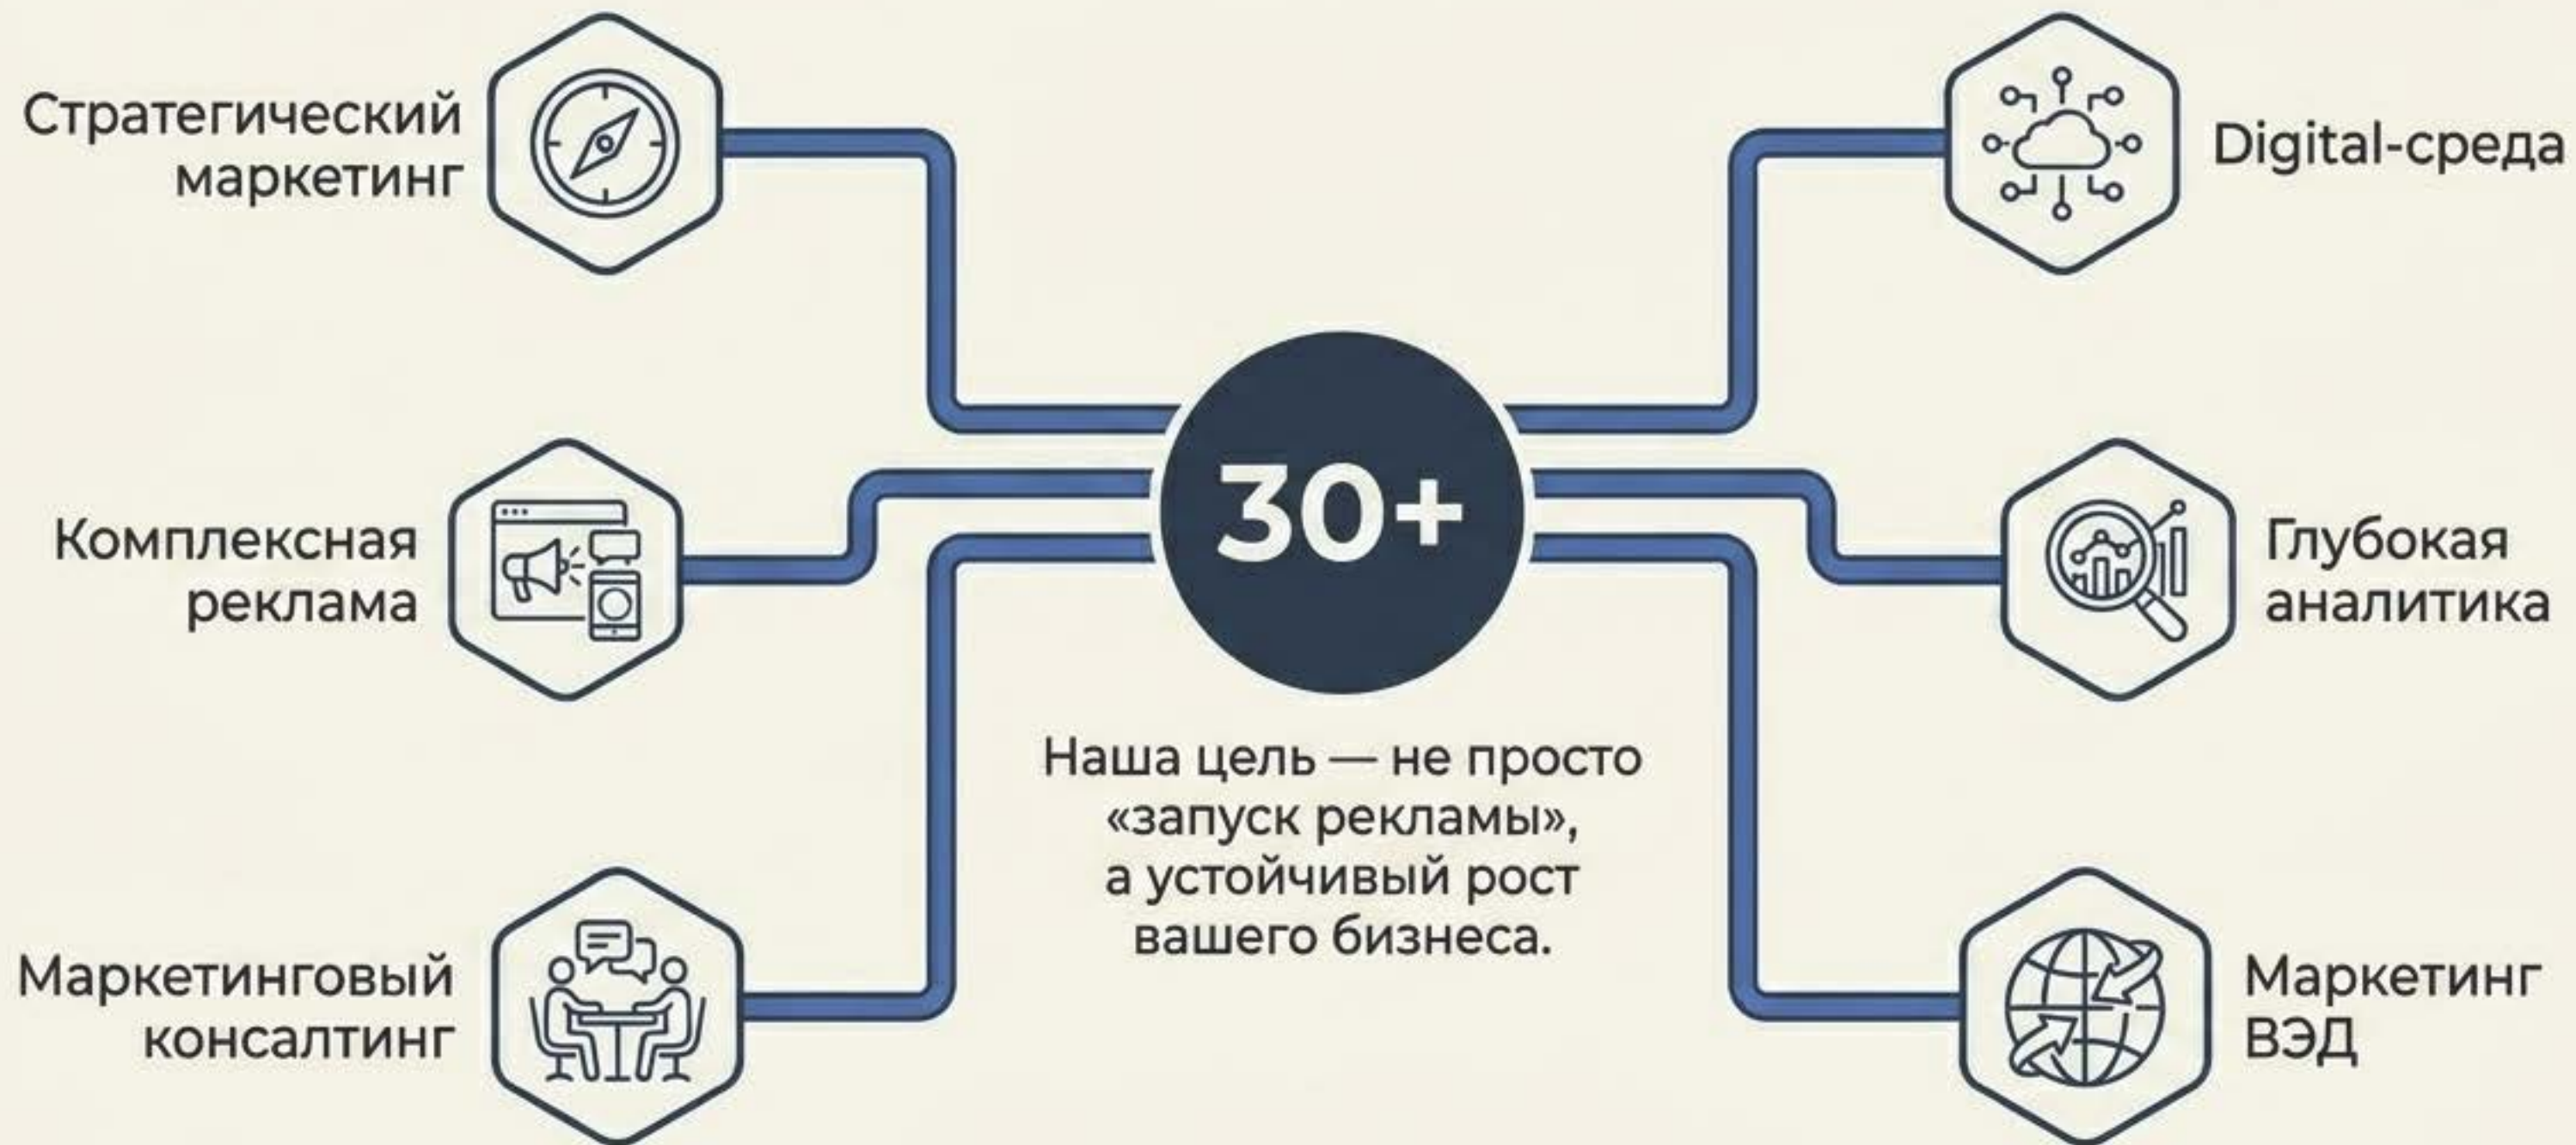 Стратегический
маркетинг
Digital-среда
30+
Комплексная
реклама
Глубокая
аналитика
Наша цель — не просто
«запуск рекламы»,
а устойчивый рост
вашего бизнеса.
Маркетинговый
консалтинг
Маркетинг
ВЭД